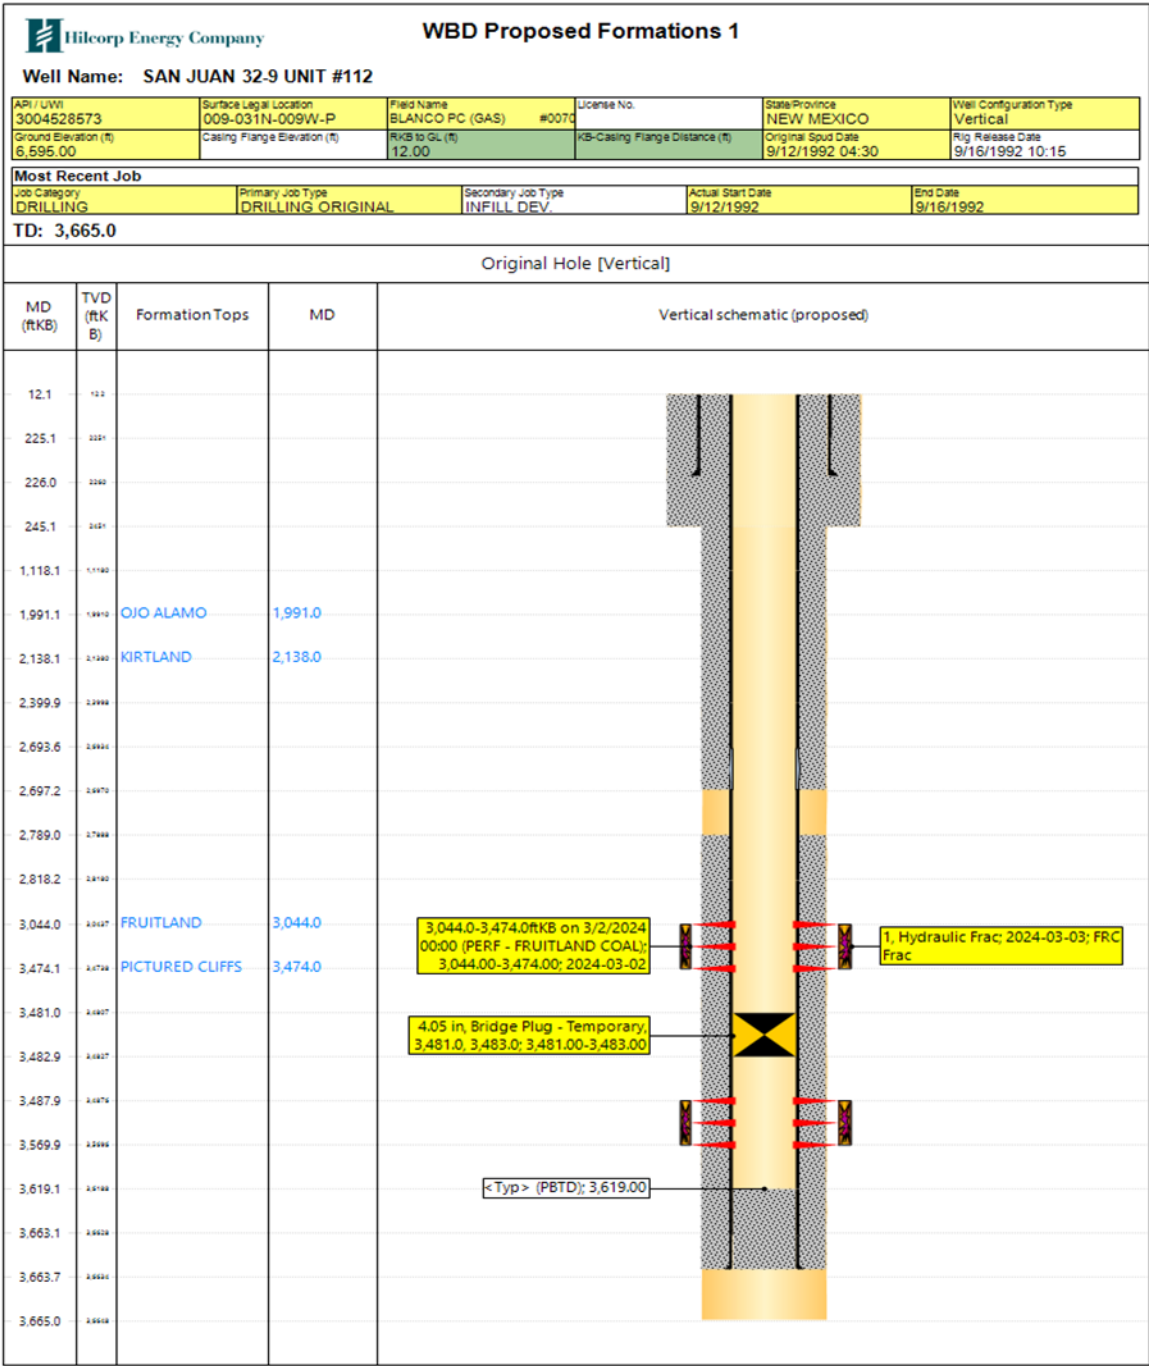 Hilcorp Energy Company
WBD Proposed Formations 1
Well Name: SAN JUAN 32-9 UNIT #112
API / UWI Surface Legal Location Field Name License No. State/Province Well Configuration Type
3004528573 009-031N-009W-P BLANCO PC (GAS) #0070 NEW MEXICO Vertical
Ground Elevation (ft) Casing Flange Elevation (ft) RKB to GL (ft) KB-Casing Flange Distance (ft) Original Spud Date Rig Release Date
6,595.00 12.00 9/12/1992 04:30 9/16/1992 10:15
Most Recent Job
Job Category Primary Job Type Secondary Job Type Actual Start Date End Date
DRILLING DRILLING ORIGINAL INFILL DEV. 9/12/1992 9/16/1992
TD: 3,665.0
Original Hole [Vertical]
MD (ftKB) TVD (ftK B) Formation Tops MD Vertical schematic (proposed)
12.1
225.1
226.0
245.1
1,118.1
1,991.1 OJO ALAMO 1,991.0
2,138.1 KIRTLAND 2,138.0
2,399.9
2,693.6
2,697.2
2,789.0
2,818.2
3,044.0 FRUITLAND 3,044.0
3,044.0-3,474.0ftKB on 3/2/2024
00:00 (PERF - FRUITLAND COAL);
3,044.00-3,474.00; 2024-03-02
1, Hydraulic Frac; 2024-03-03; FRC
Frac
3,474.1 PICTURED CLIFFS 3,474.0
3,481.0
4.05 in, Bridge Plug - Temporary,
3,481.0, 3,483.0; 3,481.00-3,483.00
3,482.9
3,487.9
3,569.9
3,619.1 <Typ> (PBTD); 3,619.00
3,663.1
3,663.7
3,665.0